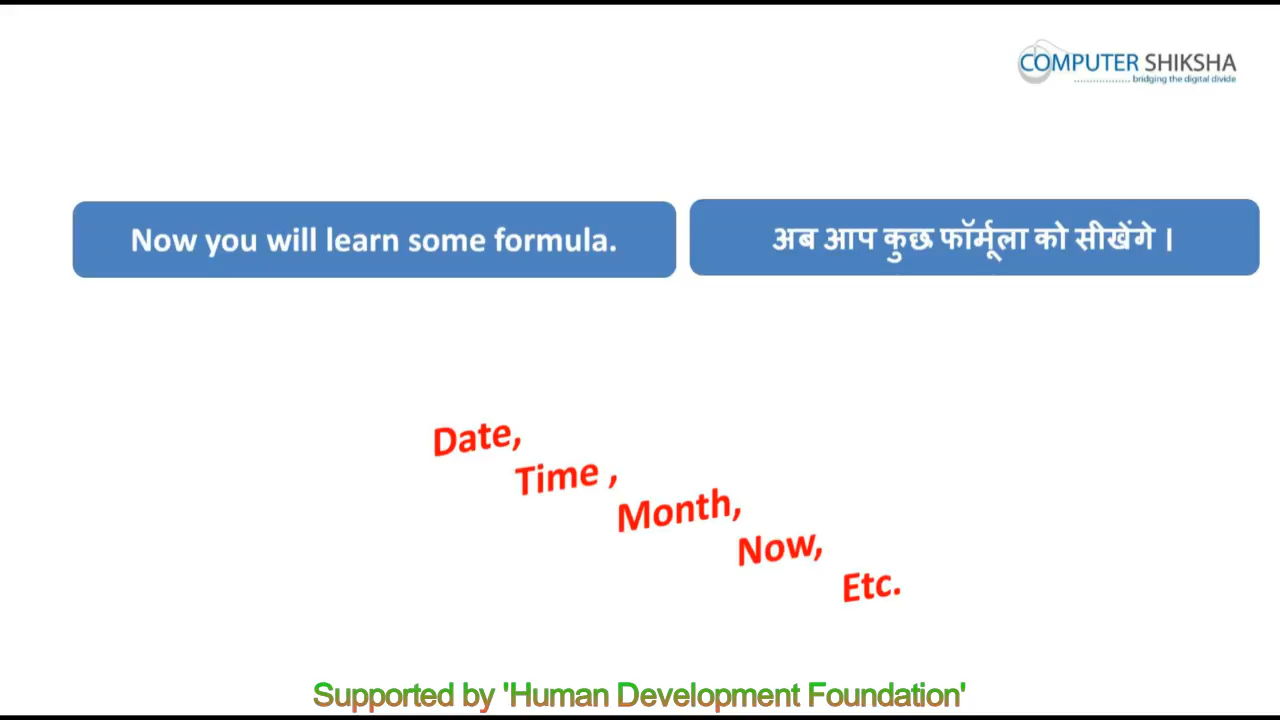 COMPUTER SHIKSHA
bridging the digital divide
Now you will learn some formula.
अब आप कुछ फॉर्मूला को सीखेंगे ।
Date,
Time ,
Month,
Now,
Etc.
Supported by 'Human Development Foundation'